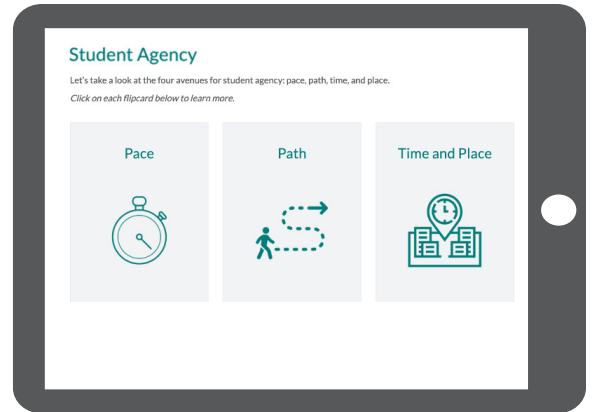 Student Agency
Let's take a look at the four avenues for student agency: pace, path, time, and place.
Click on each flipcard below to learn more.
Pace
Path
Time and Place